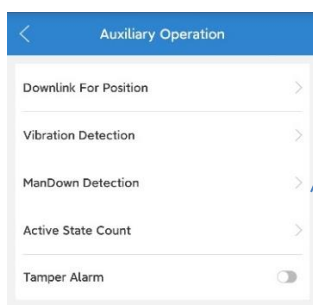 Auxiliary Operation
Downlink For Position
Vibration Detection
ManDown Detection
Active State Count
Tamper Alarm